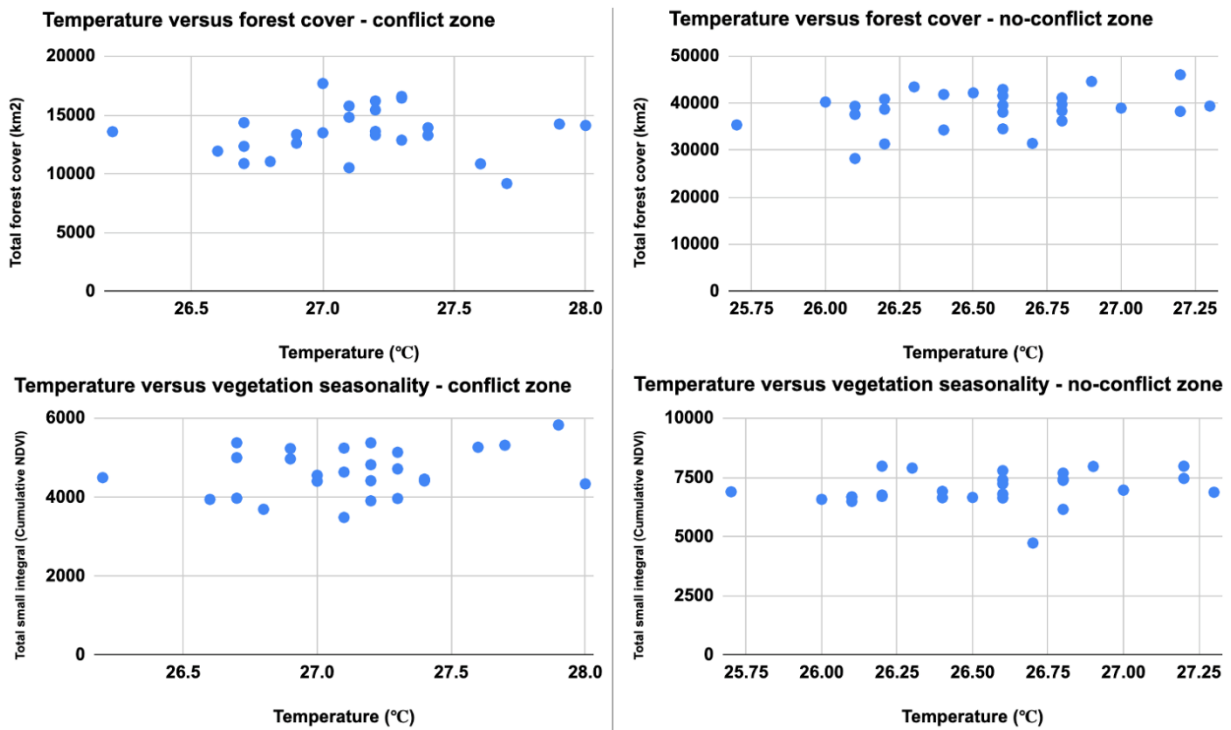 Temperature versus forest cover - conflict zone
20000
15000
10000
5000
0
Total forest cover (km2)
26.5 27.0 27.5 28.0
Temperature (℃)
Temperature versus forest cover - no-conflict zone
50000
40000
30000
20000
10000
0
Total forest cover (km2)
25.75 26.00 26.25 26.50 26.75 27.00 27.25
Temperature (℃)
Temperature versus vegetation seasonality - conflict zone
6000
4000
2000
0
Total small integral (Cumulative NDVI)
26.5 27.0 27.5 28.0
Temperature (℃)
Temperature versus vegetation seasonality - no-conflict zone
10000
7500
5000
2500
0
Total small integral (Cumulative NDVI)
25.75 26.00 26.25 26.50 26.75 27.00 27.25
Temperature (℃)